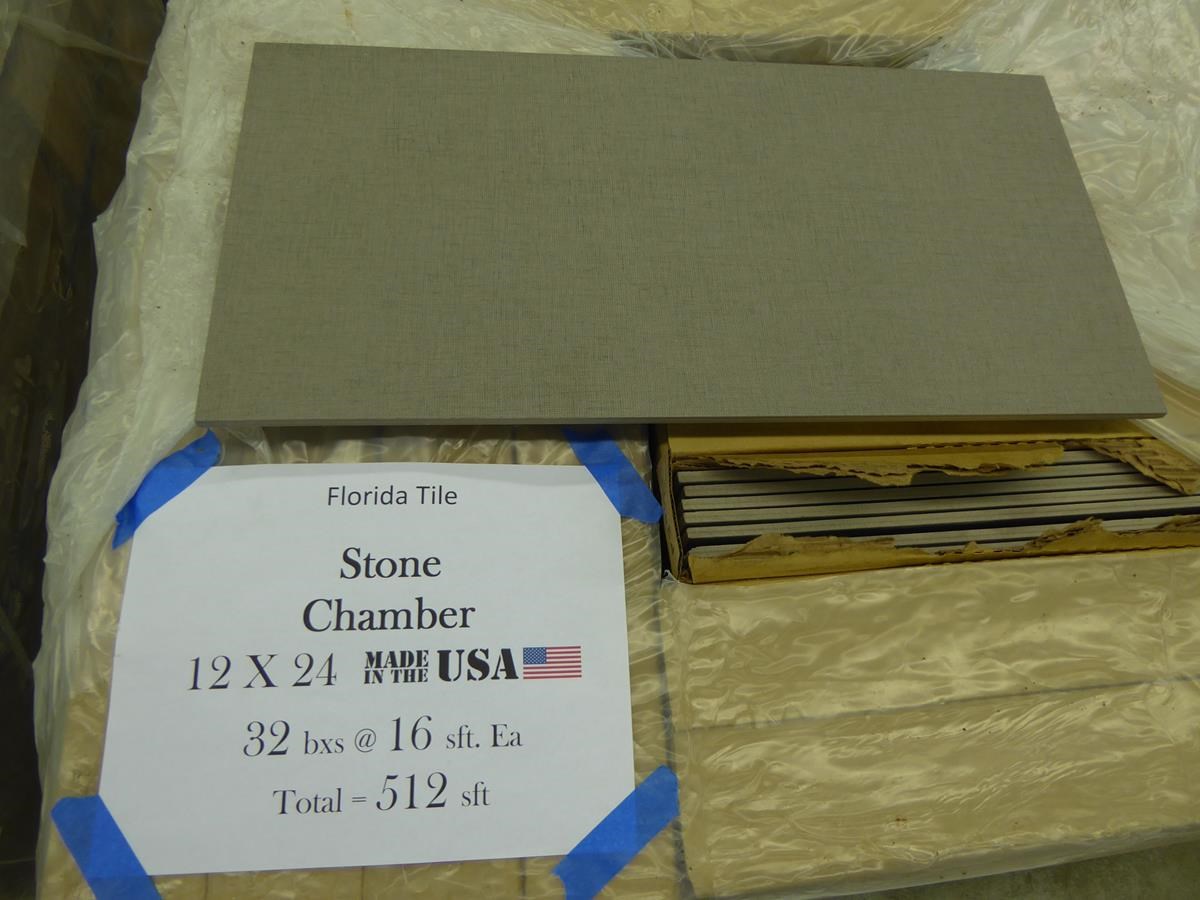 Florida Tile
Stone
Chamber
12 X 24 MADE IN THE USA
32 bxs @ 16 sft. Ea
Total = 512 sft